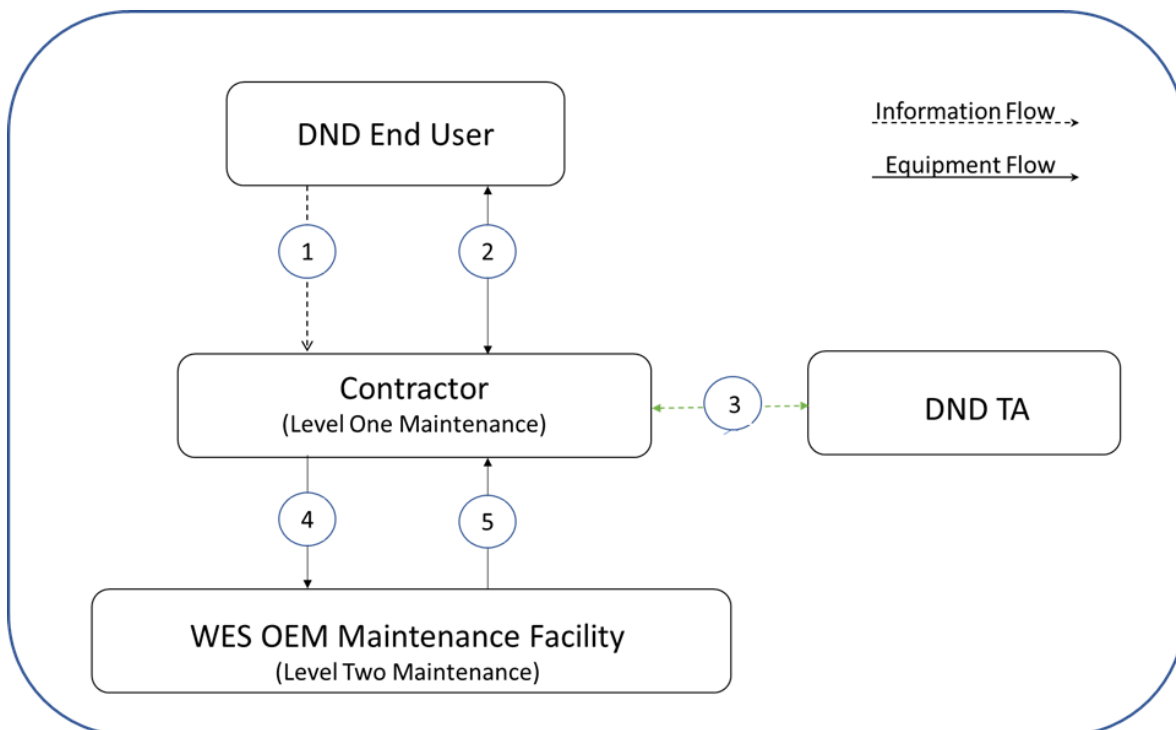 DND End User
Information Flow
Equipment Flow
1
2
Contractor
(Level One Maintenance)
3
DND TA
4
5
WES OEM Maintenance Facility
(Level Two Maintenance)